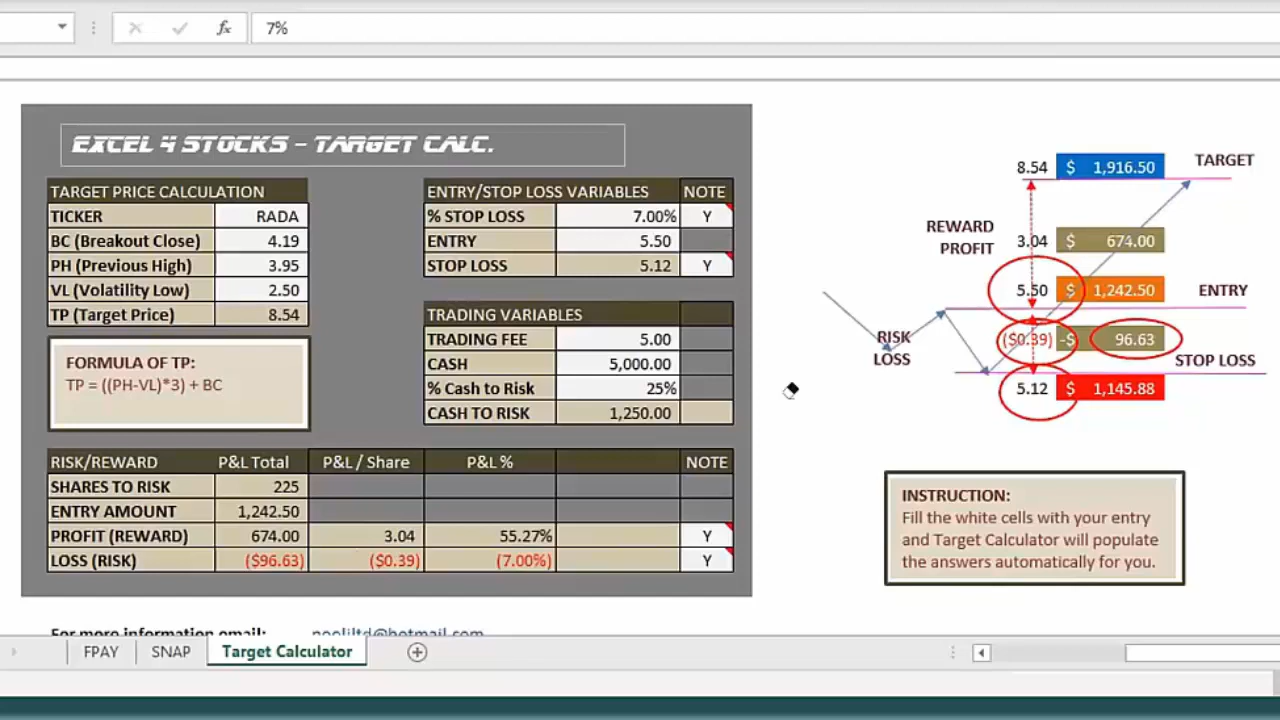 fx 7%
EXCEL 4 STOCKS - TARGET CALC.
TARGET PRICE CALCULATION
TICKER RADA
BC (Breakout Close) 4.19
PH (Previous High) 3.95
VL (Volatility Low) 2.50
TP (Target Price) 8.54
FORMULA OF TP:
TP = ((PH-VL)*3) + BC
ENTRY/STOP LOSS VARIABLES NOTE
% STOP LOSS 7.00% Y
ENTRY 5.50
STOP LOSS 5.12 Y
TRADING VARIABLES
TRADING FEE 5.00
CASH 5,000.00
% Cash to Risk 25%
CASH TO RISK 1,250.00
RISK/REWARD P&L Total P&L / Share P&L % NOTE
SHARES TO RISK 225
ENTRY AMOUNT 1,242.50
PROFIT (REWARD) 674.00 3.04 55.27% Y
LOSS (RISK) ($96.63) ($0.39) (7.00%) Y
8.54 $ 1,916.50 TARGET
REWARD
PROFIT
3.04 $ 674.00
5.50 $ 1,242.50 ENTRY
RISK
LOSS
($0.39) -$ 96.63
STOP LOSS
5.12 $ 1,145.88
INSTRUCTION:
Fill the white cells with your entry
and Target Calculator will populate
the answers automatically for you.
For more information email:
FPAY SNAP Target Calculator